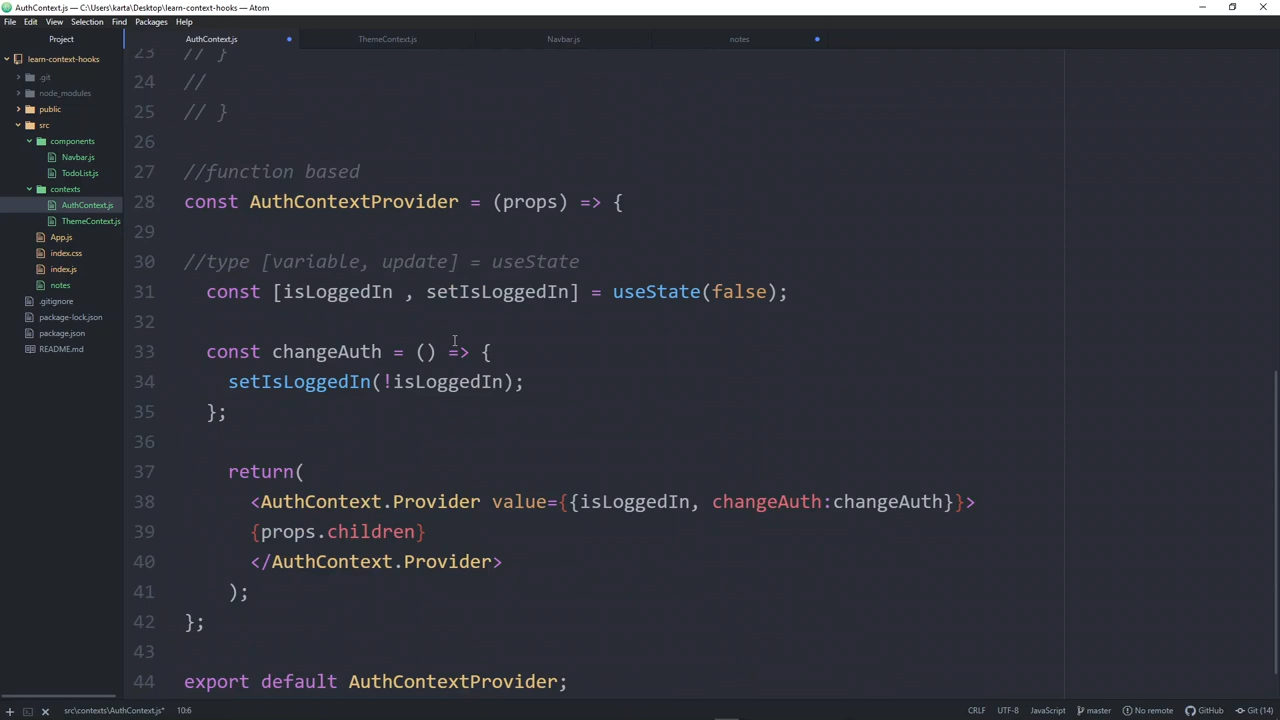 AuthContext.js — C:\Users\karta\Desktop\learn-context-hooks — Atom
File Edit View Selection Find Packages Help
Project
AuthContext.js
ThemeContext.js
Navbar.js
notes
learn-context-hooks
.git
node_modules
public
src
components
Navbar.js
TodoList.js
contexts
AuthContext.js
ThemeContext.js
App.js
index.css
index.js
notes
.gitignore
package-lock.json
package.json
README.md
23 // }
24 //
25 // }
26
27 //function based
28 const AuthContextProvider = (props) => {
29
30 //type [variable, update] = useState
31 const [isLoggedIn , setIsLoggedIn] = useState(false);
32
33 const changeAuth = () => {
34 setIsLoggedIn(!isLoggedIn);
35 };
36
37 return(
38 <AuthContext.Provider value={{isLoggedIn, changeAuth:changeAuth}}>
39 {props.children}
40 </AuthContext.Provider>
41 );
42 };
43
44 export default AuthContextProvider;
src\contexts\AuthContext.js* 10:6 CRLF UTF-8 JavaScript master No remote GitHub Git (14)